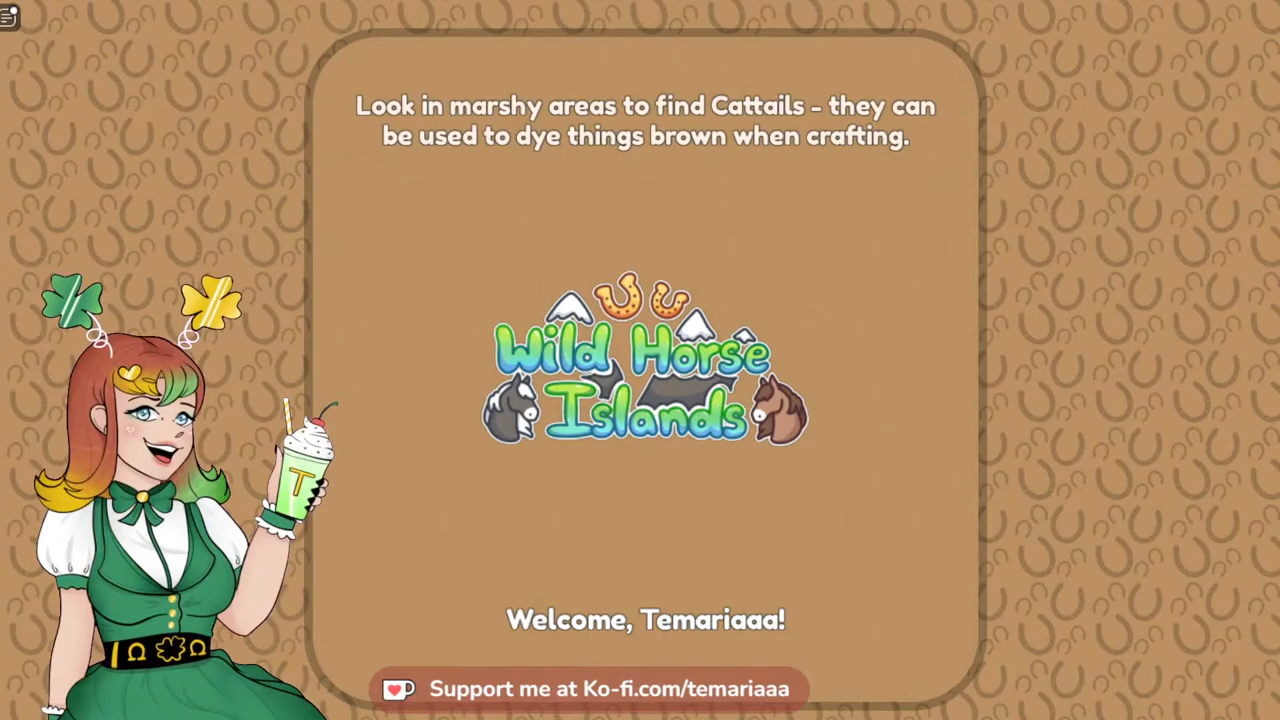 Look in marshy areas to find Cattails - they can
be used to dye things brown when crafting.
Wild Horse
Islands
T
Welcome, Temariaaa!
Support me at Ko-fi.com/temariaaa